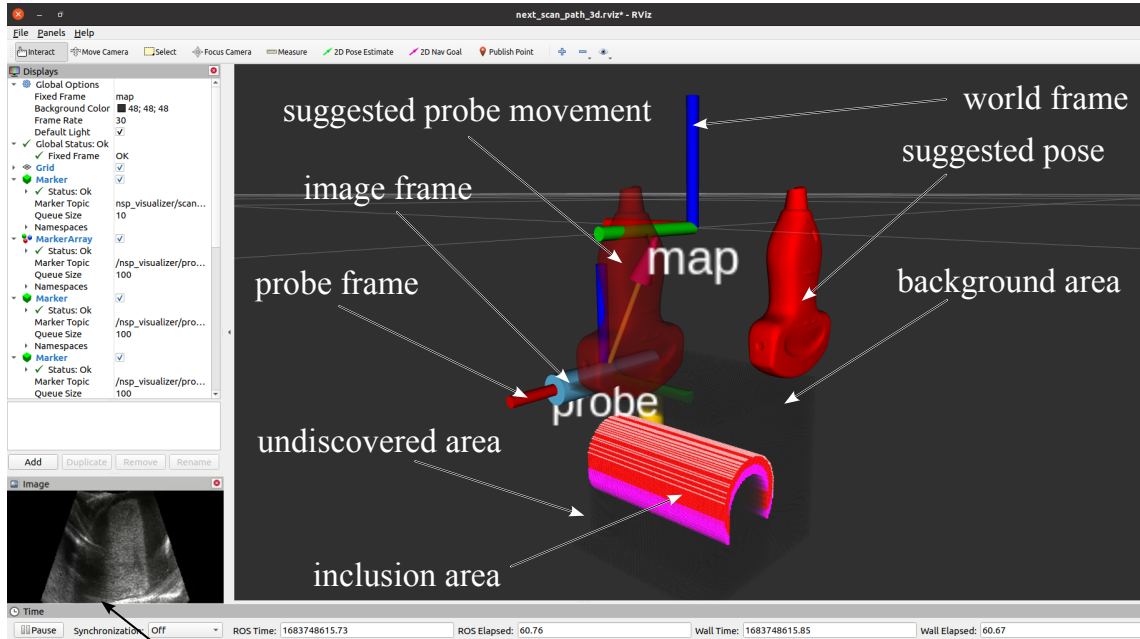 next_scan_path_3d.rviz* - RViz
File Panels Help
Interact Move Camera Select Focus Camera Measure 2D Pose Estimate 2D Nav Goal Publish Point
Displays
Global Options
Fixed Frame map
Background Color 48; 48; 48
Frame Rate 30
Default Light
Global Status: Ok
Fixed Frame OK
Grid
Marker
Status: Ok
Marker Topic nsp_visualizer/scan...
Queue Size 10
Namespaces
MarkerArray
Status: Ok
Marker Topic /nsp_visualizer/pro...
Queue Size 100
Namespaces
Marker
Status: Ok
Marker Topic /nsp_visualizer/pro...
Queue Size 100
Namespaces
Marker
Status: Ok
Marker Topic /nsp_visualizer/pro...
Queue Size 100
Add Duplicate Remove Rename
Image
suggested probe movement
world frame
suggested pose
image frame
map
probe frame
background area
probe
undiscovered area
inclusion area
Time
Pause Synchronization: Off ROS Time: 1683748615.73 ROS Elapsed: 60.76 Wall Time: 1683748615.85 Wall Elapsed: 60.67